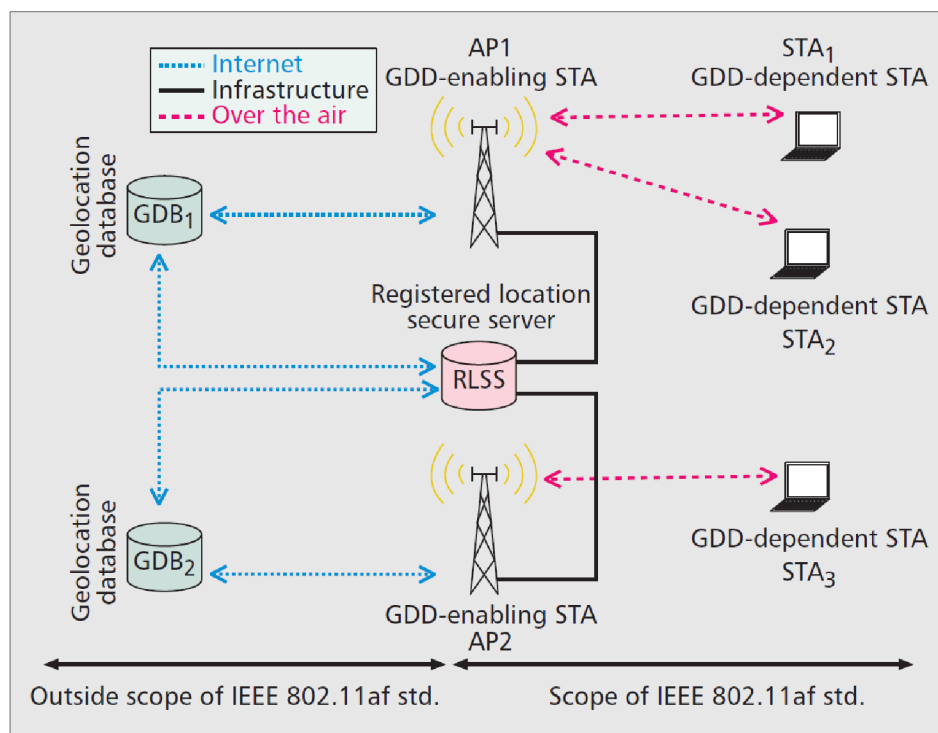 Internet
Infrastructure
Over the air
AP1
GDD-enabling STA
STA₁
GDD-dependent STA
Geolocation
database
GDB₁
GDD-dependent STA
STA₂
Registered location
secure server
RLSS
Geolocation
database
GDB₂
GDD-enabling STA
AP2
GDD-dependent STA
STA₃
Outside scope of IEEE 802.11af std.
Scope of IEEE 802.11af std.